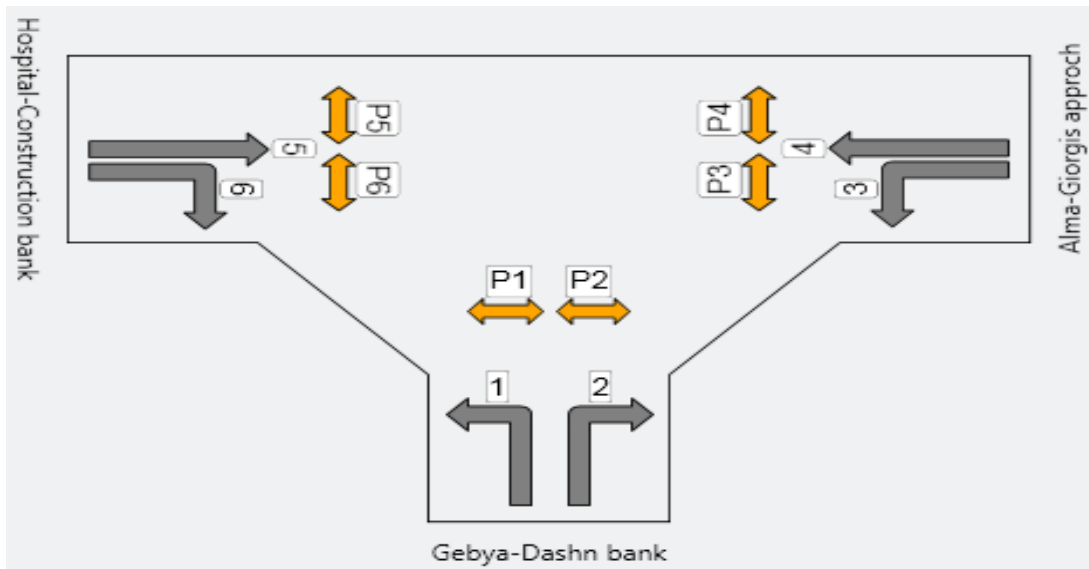 Hospital-Construction bank
P5
P4
5
4
P6
P3
6
3
Alma-Giorgis approch
P1
P2
1
2
Gebya-Dashn bank